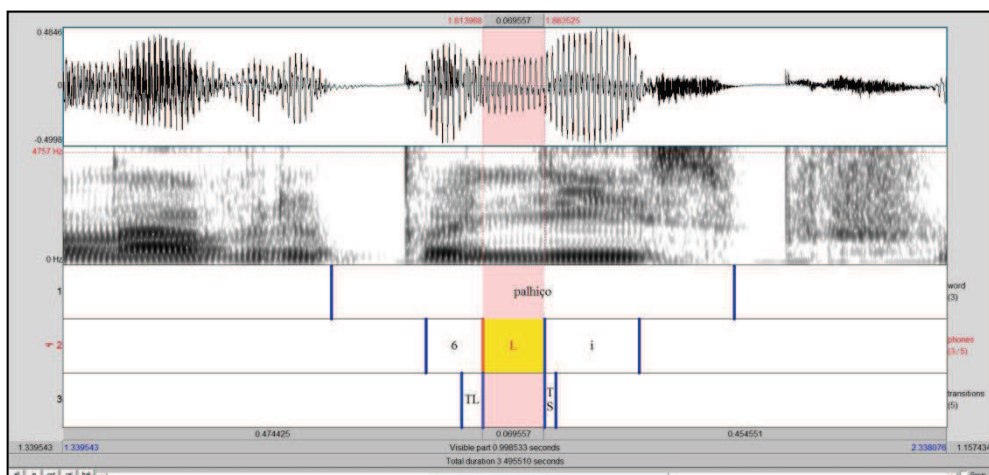 1.813968 0.069557 1.883525
0.4846
0
-0.4998
4757 Hz
0 Hz
1 palhiço word (3)
2 6 L i phones (3/5)
3 TL TS transitions (5)
0.474425 0.069557 0.454551
1.339543 1.339543 Visible part 0.998533 seconds 2.338076 1.157434
Total duration 3.495510 seconds